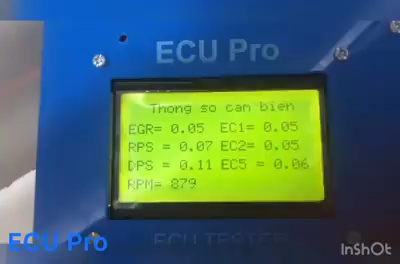 ECU Pro
Thong so cam bien
EGR= 0.05 EC1= 0.05
RPS = 0.07 EC2= 0.05
DPS = 0.11 EC5 = 0.06
RPM= 879
ECU TESTER
ECU Pro
InShOt